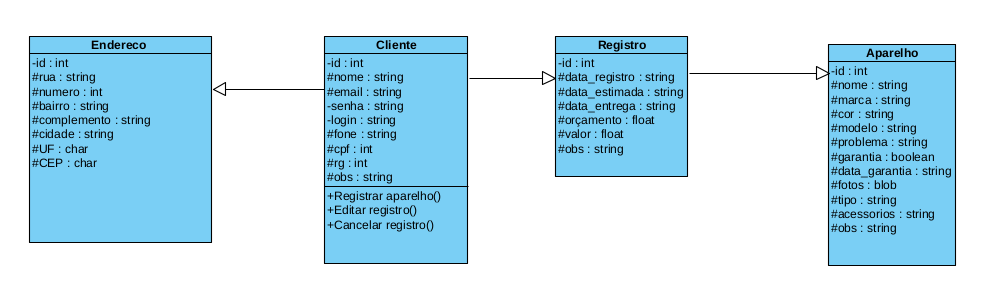 Endereco
-id : int
#rua : string
#numero : int
#bairro : string
#complemento : string
#cidade : string
#UF : char
#CEP : char
Cliente
-id : int
#nome : string
#email : string
-senha : string
-login : string
#fone : string
#cpf : int
#rg : int
#obs : string
+Registrar aparelho()
+Editar registro()
+Cancelar registro()
Registro
-id : int
#data_registro : string
#data_estimada : string
#data_entrega : string
#orçamento : float
#valor : float
#obs : string
Aparelho
-id : int
#nome : string
#marca : string
#cor : string
#modelo : string
#problema : string
#garantia : boolean
#data_garantia : string
#fotos : blob
#tipo : string
#acessorios : string
#obs : string